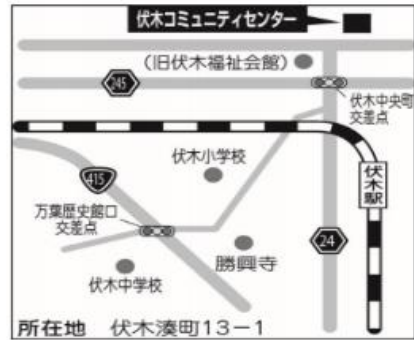 伏木コミュニティセンター
(旧伏木福祉会館)
245
伏木中央町
交差点
伏木小学校
伏木駅
415
万葉歴史館口
交差点
24
勝興寺
伏木中学校
所在地 伏木湊町13-1